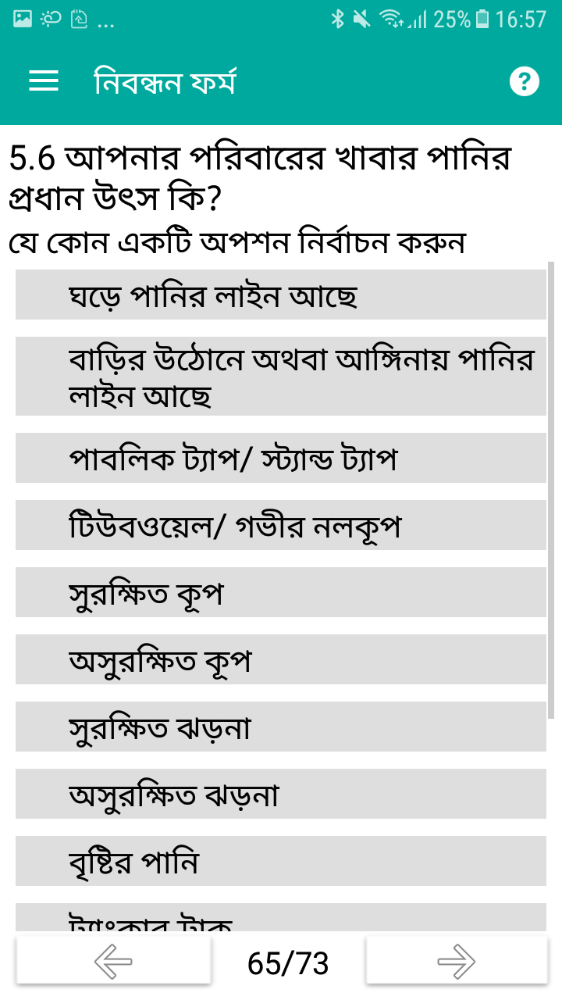 ... 25% 16:57
নিবন্ধন ফর্ম ?
5.6 আপনার পরিবারের খাবার পানির
প্রধান উৎস কি?
যে কোন একটি অপশন নির্বাচন করুন
ঘড়ে পানির লাইন আছে
বাড়ির উঠোনে অথবা আঙ্গিনায় পানির
লাইন আছে
পাবলিক ট্যাপ/ স্ট্যান্ড ট্যাপ
টিউবওয়েল/ গভীর নলকূপ
সুরক্ষিত কূপ
অসুরক্ষিত কূপ
সুরক্ষিত ঝড়না
অসুরক্ষিত ঝড়না
বৃষ্টির পানি
65/73